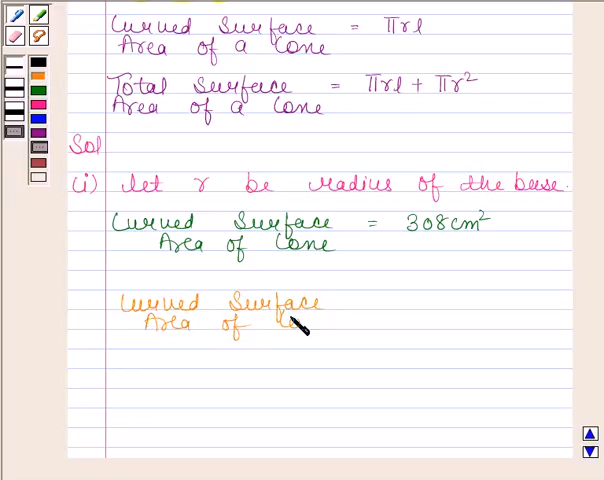 Curved Surface = πrl
Area of a Cone
Total Surface = πrl + πr²
Area of a Cone
Sol
(i) let r be radius of the base.
Curved Surface = 308cm²
Area of Cone
Curved Surface
Area of